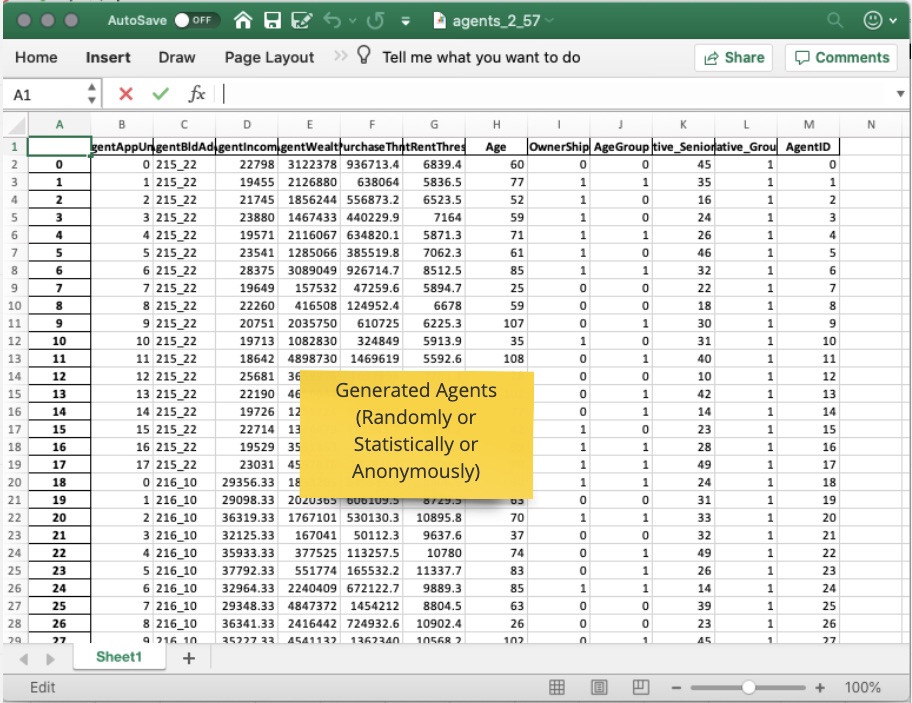 AutoSave OFF agents_2_57
Home Insert Draw Page Layout >> Tell me what you want to do Share Comments
A1 fx
A B C D E F G H I J K L M N
1 gentAppUn gentBldAd gentIncom gentWealt PurchaseThr ntRentThres Age OwnerShip AgeGroup tive_Senior ative_Grou AgentID
2 0 0 215_22 22798 3122378 936713.4 6839.4 60 0 0 45 1 0
3 1 1 215_22 19455 2126880 638064 5836.5 77 1 1 35 1 1
4 2 2 215_22 21745 1856244 556873.2 6523.5 52 1 0 16 1 2
5 3 3 215_22 23880 1467433 440229.9 7164 59 1 0 24 1 3
6 4 4 215_22 19571 2116067 634820.1 5871.3 71 1 1 26 1 4
7 5 5 215_22 23541 1285066 385519.8 7062.3 61 1 0 46 1 5
8 6 6 215_22 28375 3089049 926714.7 8512.5 85 1 1 32 1 6
9 7 7 215_22 19649 157532 47259.6 5894.7 25 0 0 22 1 7
10 8 8 215_22 22260 416508 124952.4 6678 59 0 0 18 1 8
11 9 9 215_22 20751 2035750 610725 6225.3 107 0 1 30 1 9
12 10 10 215_22 19713 1082830 324849 5913.9 35 1 0 31 1 10
13 11 11 215_22 18642 4898730 1469619 5592.6 108 0 1 40 1 11
14 12 12 215_22 25681 36 0 0 10 1 12
15 13 13 215_22 22190 46 0 1 42 1 13
16 14 14 215_22 19726 12 0 1 14 1 14
17 15 15 215_22 22714 13 1 0 23 1 15
18 16 16 215_22 19529 35 1 1 28 1 16
19 17 17 215_22 23031 45 1 1 49 1 17
20 18 0 216_10 29356.33 18 1 1 24 1 18
21 19 1 216_10 29098.33 2020365 606109.5 8729.5 63 0 0 31 1 19
22 20 2 216_10 36319.33 1767101 530130.3 10895.8 70 1 1 33 1 20
23 21 3 216_10 32125.33 167041 50112.3 9637.6 37 0 0 32 1 21
24 22 4 216_10 35933.33 377525 113257.5 10780 74 0 1 49 1 22
25 23 5 216_10 37792.33 551774 165532.2 11337.7 83 0 1 26 1 23
26 24 6 216_10 32964.33 2240409 672122.7 9889.3 85 1 1 14 1 24
27 25 7 216_10 29348.33 4847372 1454212 8804.5 63 0 0 39 1 25
28 26 8 216_10 36341.33 2416442 724932.6 10902.4 26 0 0 23 1 26
29 27 9 216_10 35227.33 4541132 1362340 10568.2 102 0 1 45 1 27
Generated Agents
(Randomly or
Statistically or
Anonymously)
Sheet1 +
Edit − + 100%